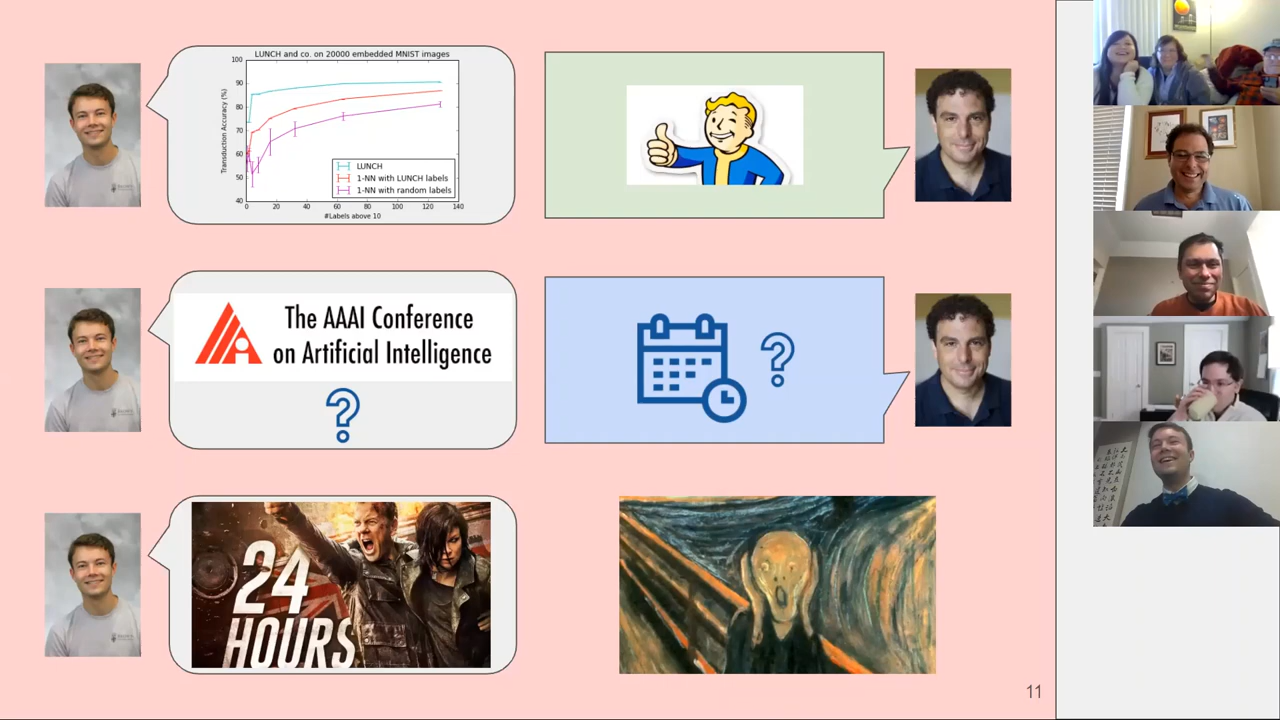 LUNCH and co. on 20000 embedded MNIST images
Transduction Accuracy (%)
100
90
80
70
60
50
40
0
20
40
60
80
100
120
140
#Labels above 10
LUNCH
1-NN with LUNCH labels
1-NN with random labels
The AAAI Conference
on Artificial Intelligence
?
?
24
HOURS
11